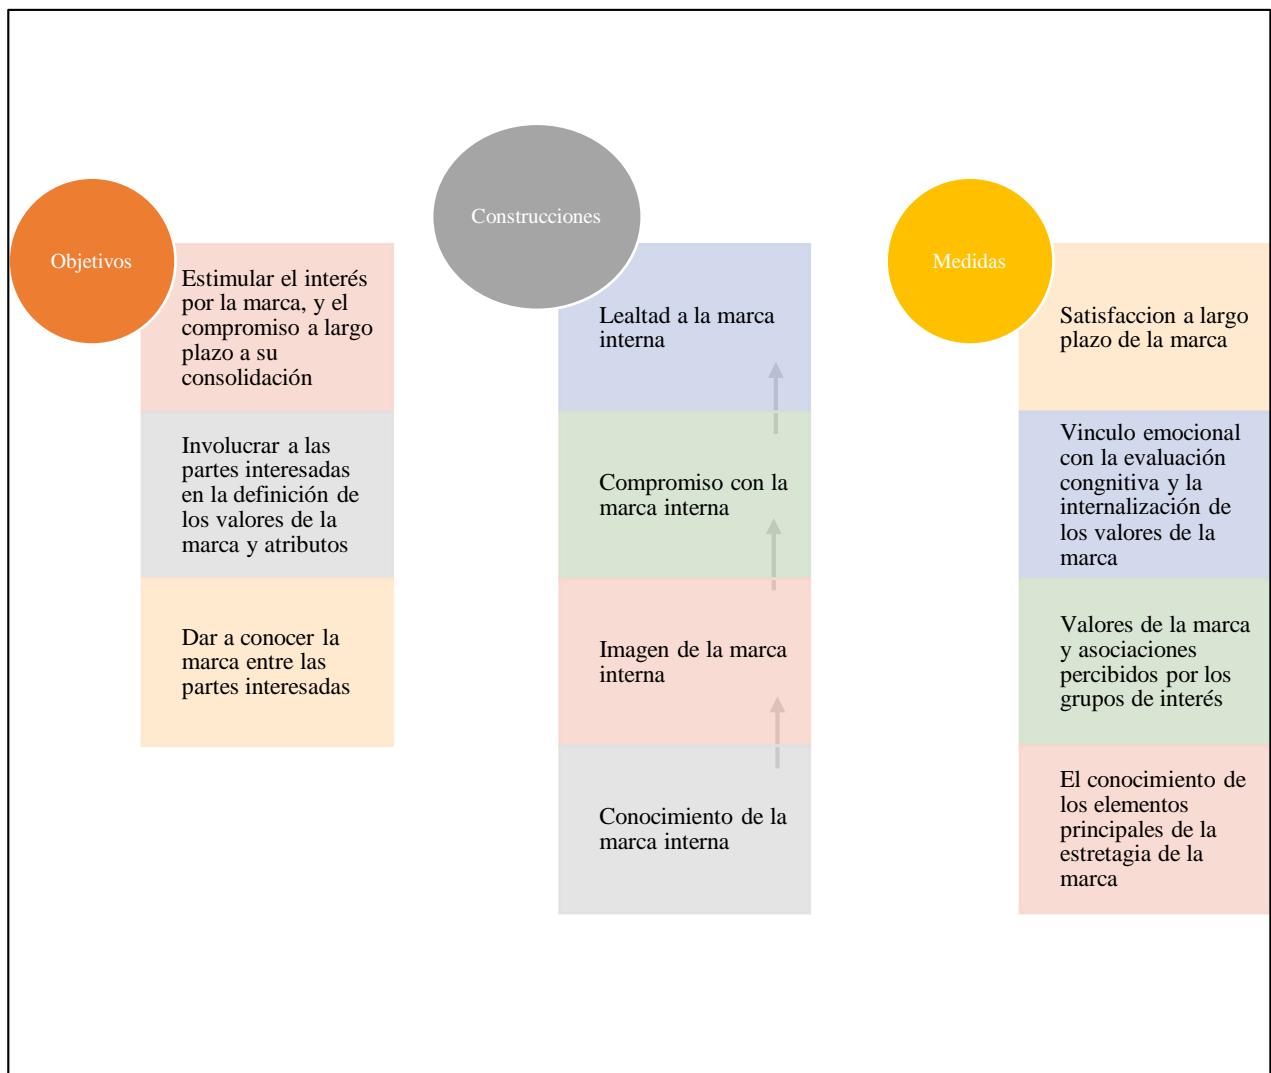 Objetivos
Estimular el interés
por la marca, y el
compromiso a largo
plazo a su
consolidación
Involucrar a las
partes interesadas
en la definición de
los valores de la
marca y atributos
Dar a conocer la
marca entre las
partes interesadas
Construcciones
Lealtad a la marca
interna
Compromiso con la
marca interna
Imagen de la marca
interna
Conocimiento de la
marca interna
Medidas
Satisfaccion a largo
plazo de la marca
Vinculo emocional
con la evaluación
congnitiva y la
internalización de
los valores de la
marca
Valores de la marca
y asociaciones
percibidos por los
grupos de interés
El conocimiento de
los elementos
principales de la
estretagia de la
marca